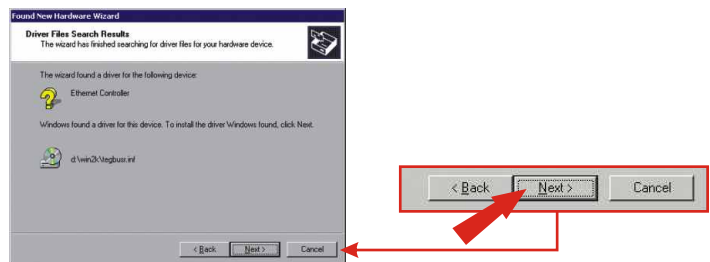 Found New Hardware Wizard
Driver Files Search Results
The wizard has finished searching for driver files for your hardware device.
The wizard found a driver for the following device:
Ethernet Controller
Windows found a driver for this device. To install the driver Windows found, click Next.
d:\win2k\tegbusr.inf
< Back Next > Cancel
< Back Next > Cancel